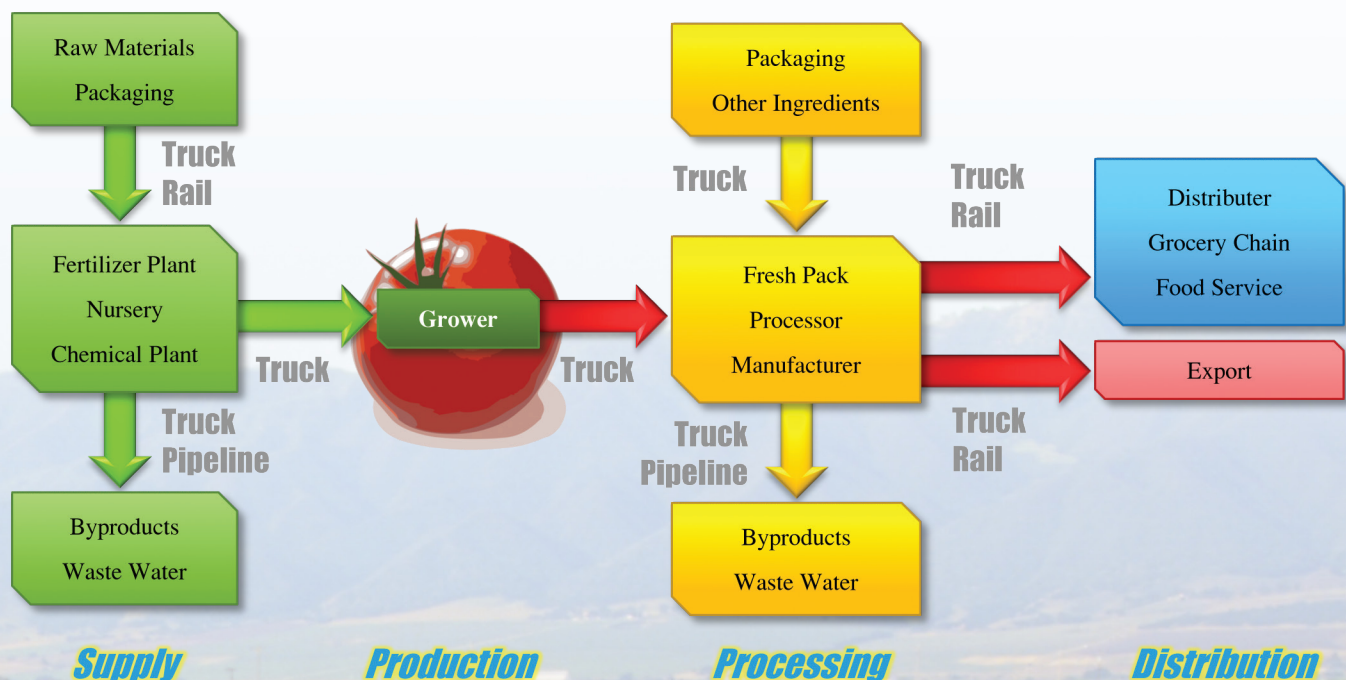 Raw Materials
Packaging
Truck
Rail
Fertilizer Plant
Nursery
Chemical Plant
Truck
Truck
Pipeline
Byproducts
Waste Water
Grower
Truck
Packaging
Other Ingredients
Truck
Fresh Pack
Processor
Manufacturer
Truck
Pipeline
Byproducts
Waste Water
Truck
Rail
Distributer
Grocery Chain
Food Service
Export
Truck
Rail
Supply
Production
Processing
Distribution